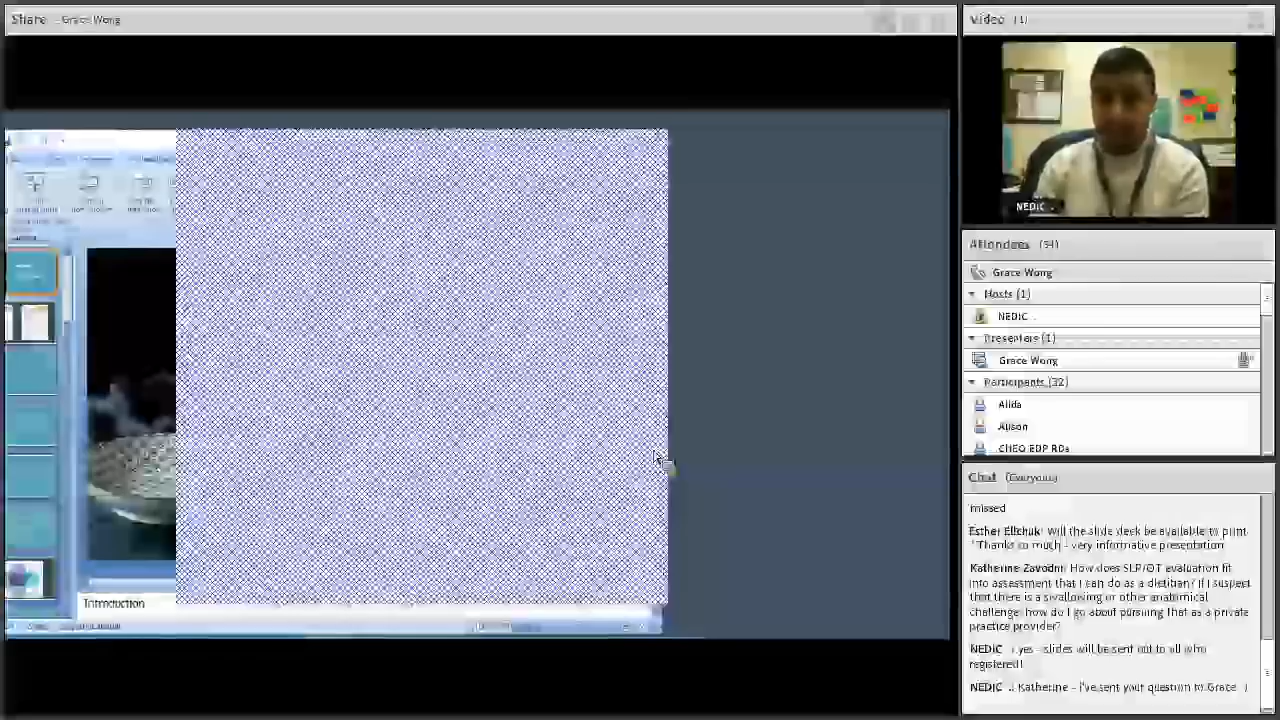 Share - Grace Wong
Introduction
Video (1)
NEDIC .
Attendees (34)
Grace Wong
Hosts (1)
NEDIC .
Presenters (1)
Grace Wong
Participants (32)
Alida
Alison
CHEO EDP RDs
Chat (Everyone)
missed
Esther Elichuk: Will the slide deck be available to print
? Thanks so much - very informative presentation
Katherine Zavodni: How does SLP/OT evaluation fit
into assessment that I can do as a dietitian? If I suspect
that there is a swallowing or other anatomical
challenge, how do I go about pursuing that as a private
practice provider?
NEDIC .: yes - slides will be sent out to all who
registered!
NEDIC .: Katherine - i've sent your question to Grace :)